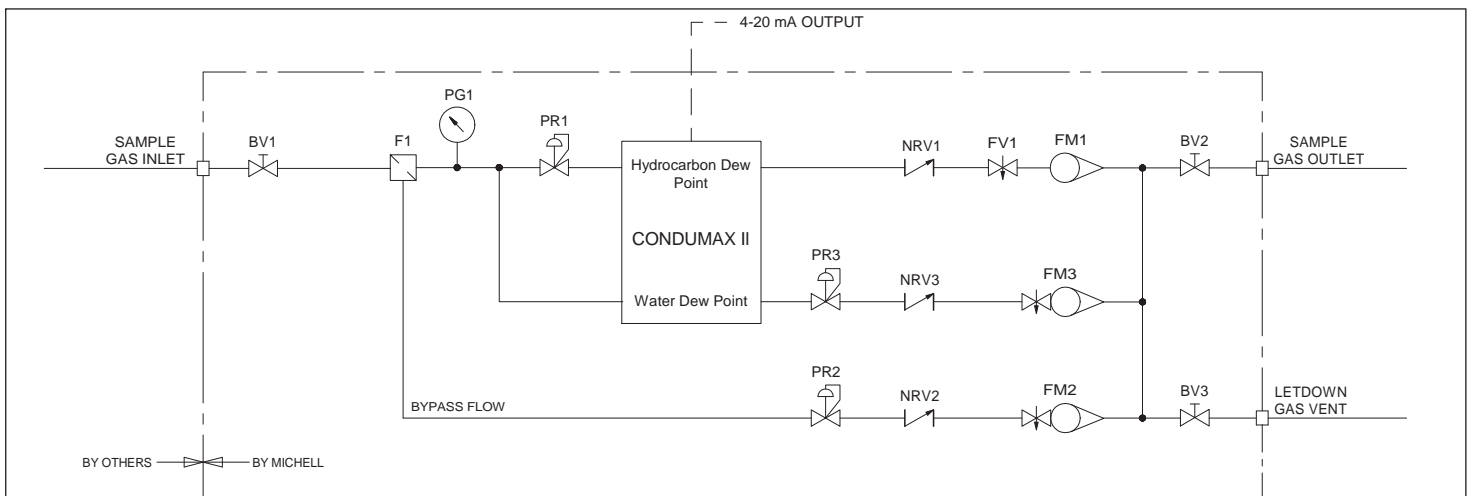 4-20 mA OUTPUT
SAMPLE
GAS INLET
BV1
F1
PG1
PR1
Hydrocarbon Dew
Point
CONDUMAX II
Water Dew Point
NRV1
FV1
FM1
BV2
SAMPLE
GAS OUTLET
PR3
NRV3
FM3
BYPASS FLOW
PR2
NRV2
FM2
BV3
LETDOWN
GAS VENT
BY OTHERS
BY MICHELL